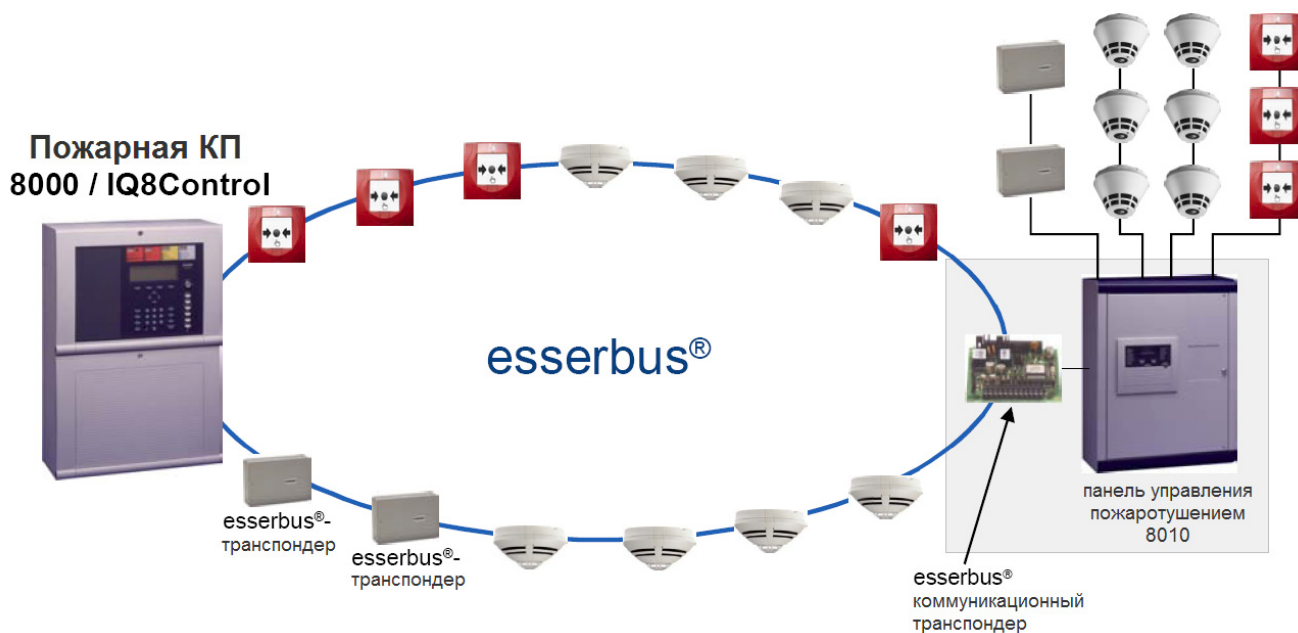 Пожарная КП
8000 / IQ8Control
esserbus®
esserbus®-
транспондер
esserbus®-
транспондер
панель управления
пожаротушением
8010
esserbus®
коммуникационный
транспондер